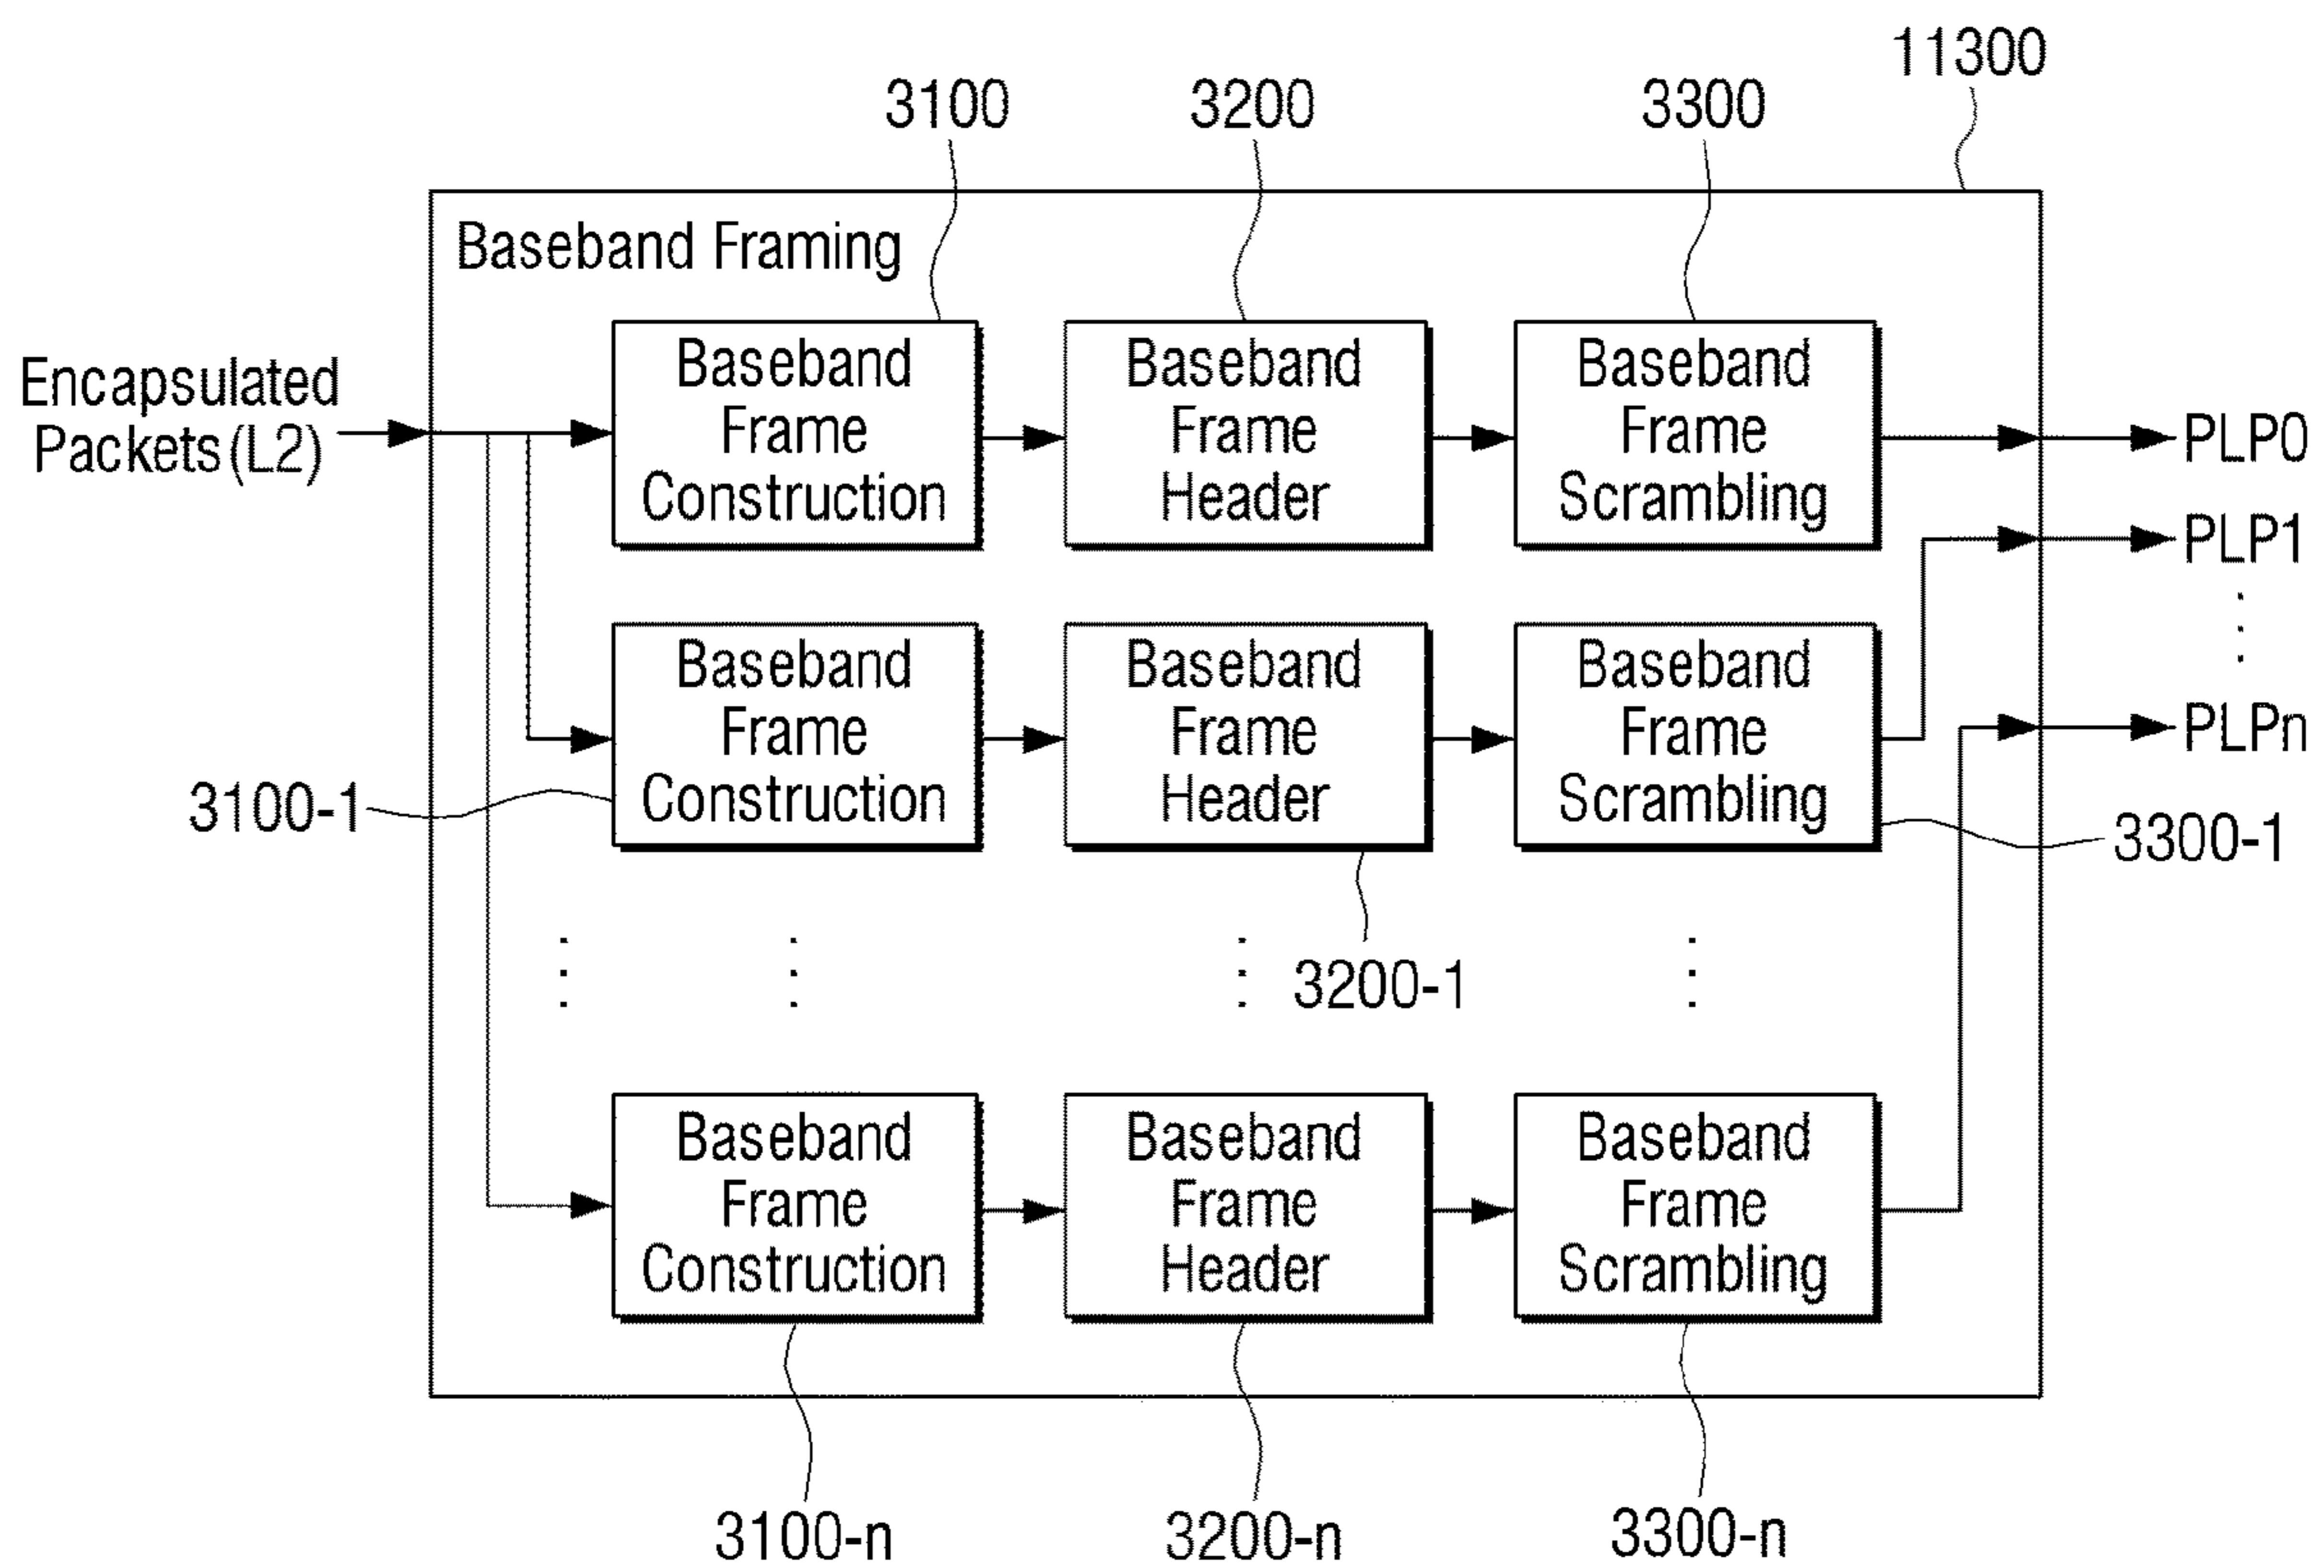 11300
3100
3200
3300
Baseband Framing
Encapsulated
Packets(L2)
Baseband
Frame
Construction
Baseband
Frame
Header
Baseband
Frame
Scrambling
PLP0
PLP1
PLPn
Baseband
Frame
Construction
Baseband
Frame
Header
Baseband
Frame
Scrambling
3100-1
3300-1
3200-1
Baseband
Frame
Construction
Baseband
Frame
Header
Baseband
Frame
Scrambling
3100-n
3200-n
3300-n